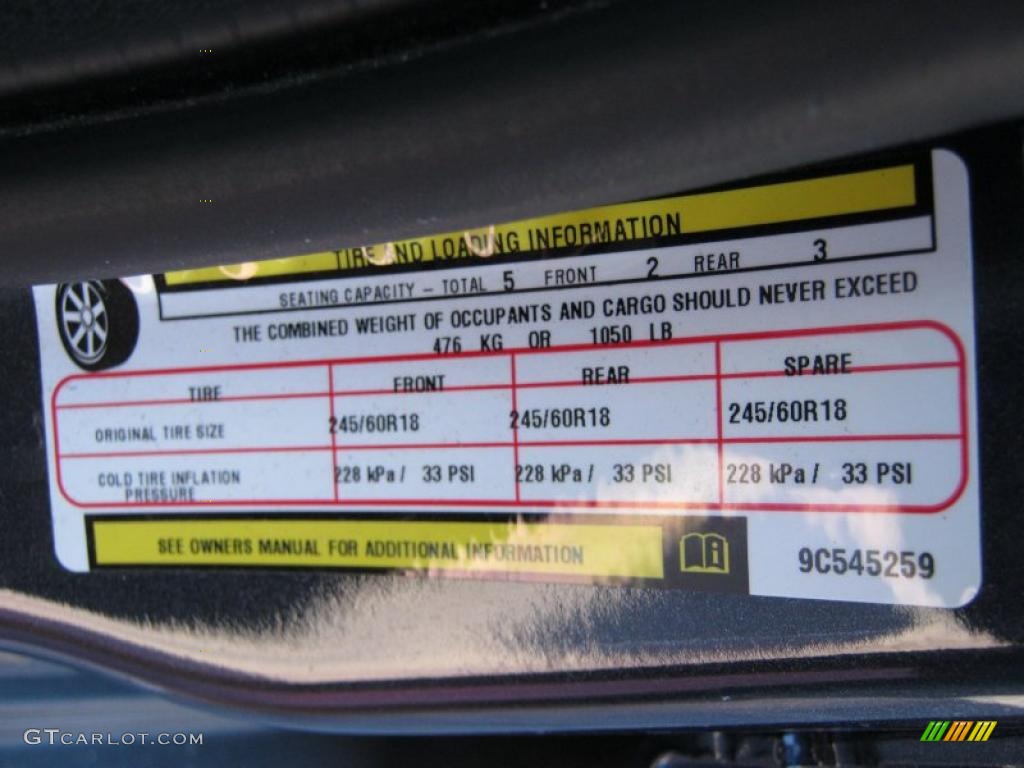 TIRE AND LOADING INFORMATION
SEATING CAPACITY – TOTAL 5 FRONT 2 REAR 3
THE COMBINED WEIGHT OF OCCUPANTS AND CARGO SHOULD NEVER EXCEED
476 KG OR 1050 LB
TIRE FRONT REAR SPARE
ORIGINAL TIRE SIZE 245/60R18 245/60R18 245/60R18
COLD TIRE INFLATION PRESSURE 228 kPa / 33 PSI 228 kPa / 33 PSI 228 kPa / 33 PSI
SEE OWNERS MANUAL FOR ADDITIONAL INFORMATION
9C545259
GTCARLOT.COM